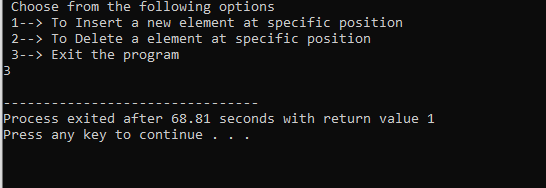 Choose from the following options
1--> To Insert a new element at specific position
2--> To Delete a element at specific position
3--> Exit the program
3
--------------------------------
Process exited after 68.81 seconds with return value 1
Press any key to continue . . .